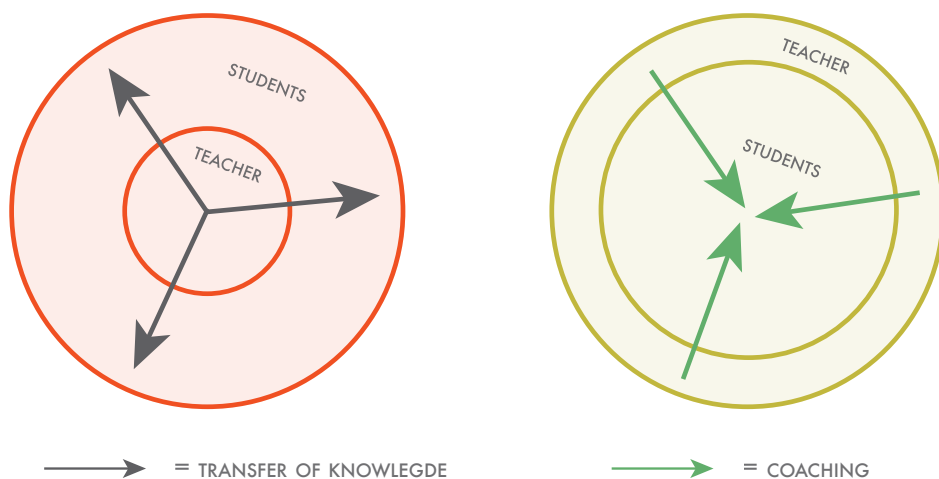 STUDENTS
TEACHER
= TRANSFER OF KNOWLEGDE
TEACHER
STUDENTS
= COACHING